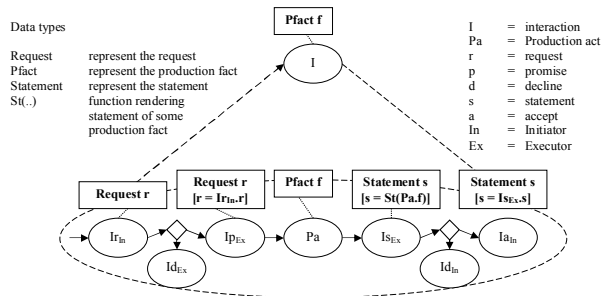 Data types
Request represent the request
Pfact represent the production fact
Statement represent the statement
St(..) function rendering
statement of some
production fact
Pfact f
I
I = interaction
Pa = Production act
r = request
p = promise
d = decline
s = statement
a = accept
In = Initiator
Ex = Executor
Request r
Request r
[r = IrIn.r]
Pfact f
Statement s
[s = St(Pa.f)]
Statement s
[s = IsEx.s]
IrIn
IpEx
Pa
IsEx
IaIn
IdEx
IdIn